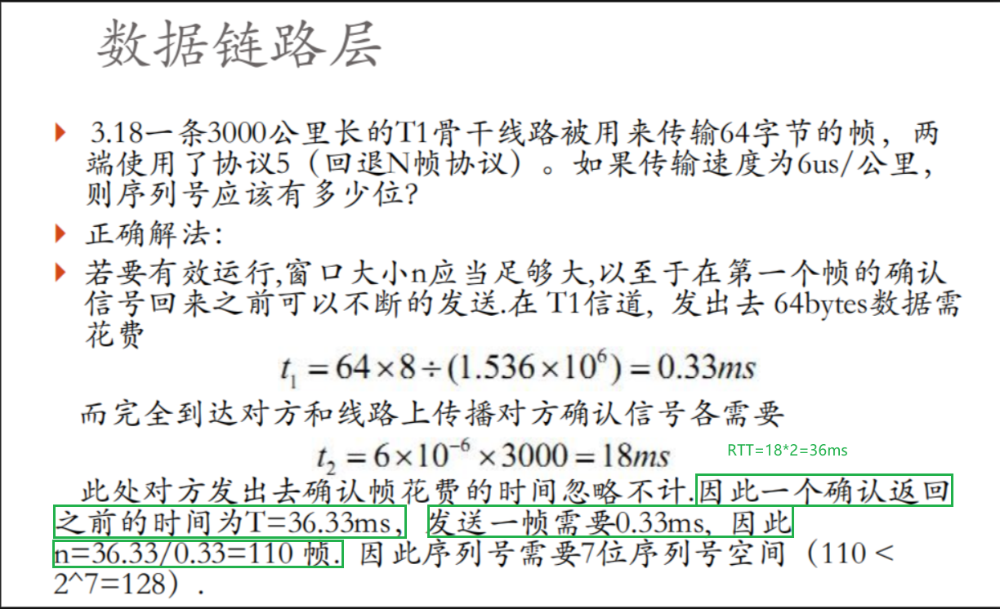 数据链路层
3.18一条3000公里长的T1骨干线路被用来传输64字节的帧，两
端使用了协议5（回退N帧协议）。如果传输速度为6us/公里，
则序列号应该有多少位?
正确解法：
若要有效运行,窗口大小n应当足够大,以至于在第一个帧的确认
信号回来之前可以不断的发送.在 T1信道，发出去 64bytes数据需
花费
t₁ = 64×8÷(1.536×10⁶) = 0.33ms
而完全到达对方和线路上传播对方确认信号各需要
t₂ = 6×10⁻⁶×3000 = 18ms
RTT=18*2=36ms
此处对方发出去确认帧花费的时间忽略不计.因此一个确认返回
之前的时间为T=36.33ms， 发送一帧需要0.33ms，因此
n=36.33/0.33=110 帧. 因此序列号需要7位序列号空间（110 <
2^7=128）.